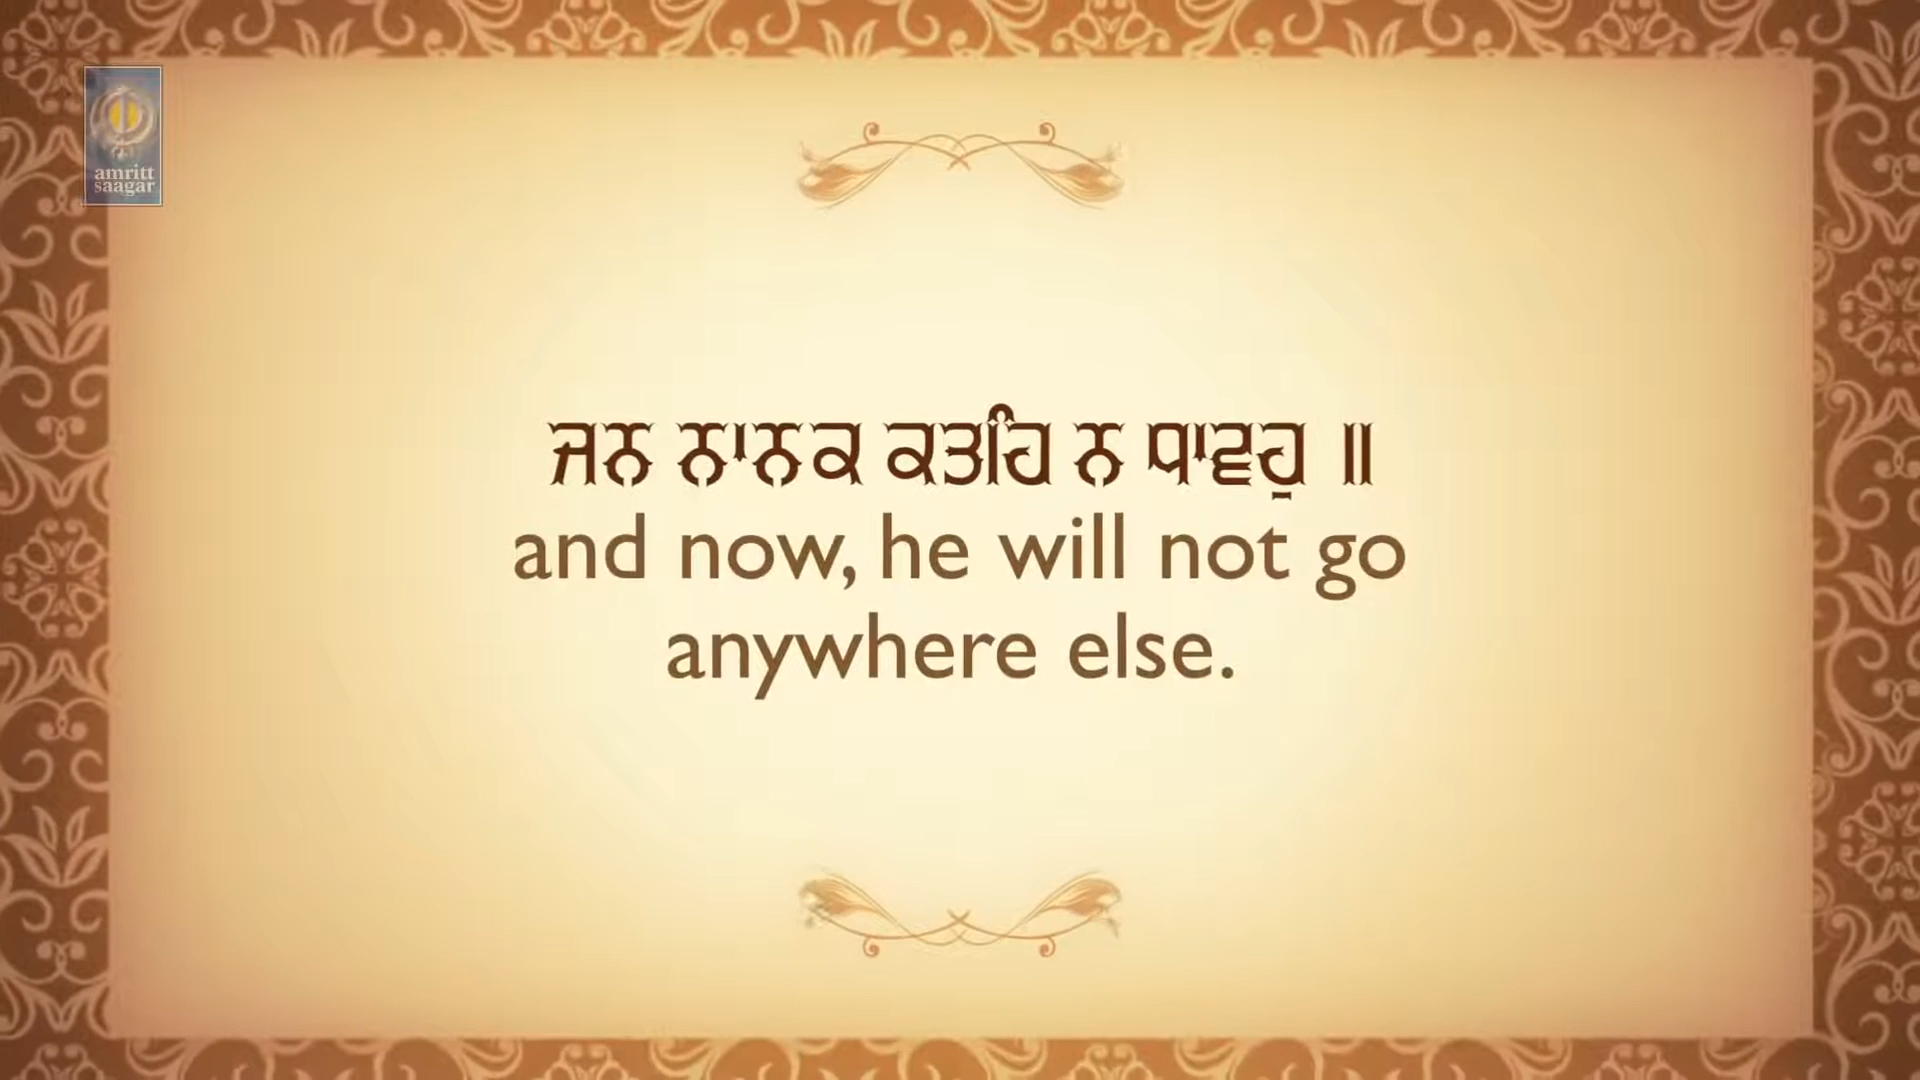 amritt
saagar
ਜਨ ਨਾਨਕ ਕਤਹਿ ਨ ਧਾਵਹੁ ॥
and now, he will not go
anywhere else.